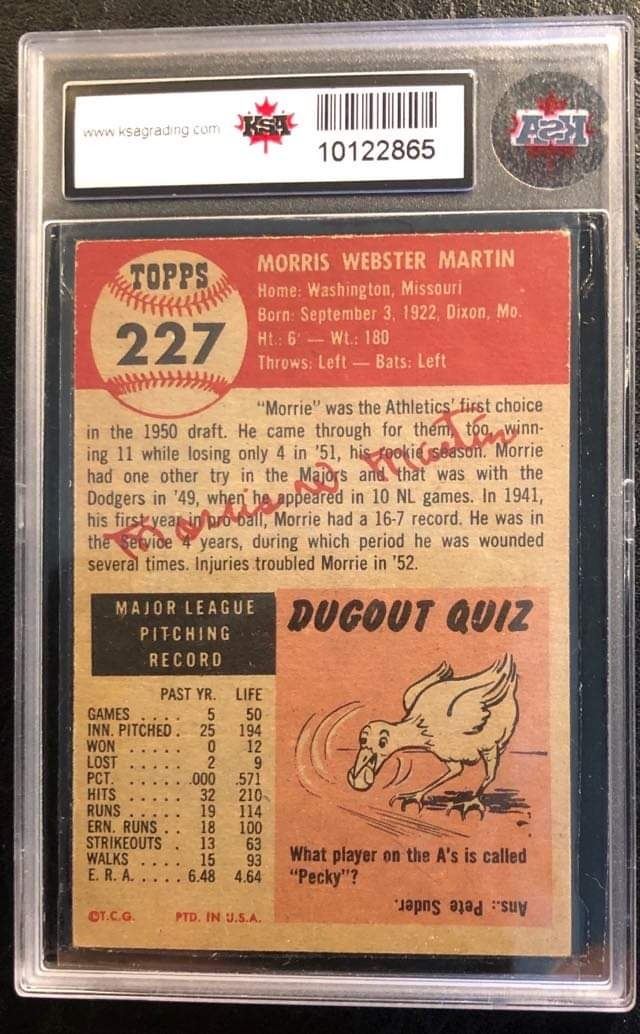 www.ksagrading.com
KSA
10122865
KSA
TOPPS
227
MORRIS WEBSTER MARTIN
Home: Washington, Missouri
Born: September 3, 1922, Dixon, Mo.
Ht.: 6' — Wt.: 180
Throws: Left — Bats: Left
"Morrie" was the Athletics' first choice
in the 1950 draft. He came through for them, too, winn-
ing 11 while losing only 4 in '51, his rookie season. Morrie
had one other try in the Majors and that was with the
Dodgers in '49, when he appeared in 10 NL games. In 1941,
his first year in pro ball, Morrie had a 16-7 record. He was in
the Service 4 years, during which period he was wounded
several times. Injuries troubled Morrie in '52.
Morris W Martin
MAJOR LEAGUE
PITCHING
RECORD
PAST YR. LIFE
GAMES . . . . 5 50
INN. PITCHED . 25 194
WON . . . . . 0 12
LOST . . . . . 2 9
PCT. . . . . . .000 .571
HITS . . . . . 32 210
RUNS . . . . . 19 114
ERN. RUNS . . 18 100
STRIKEOUTS . 13 63
WALKS . . . . 15 93
E. R. A. . . . . 6.48 4.64
©T.C.G. PTD. IN U.S.A.
DUGOUT QUIZ
What player on the A's is called
"Pecky"?
Ans.: Pete Suder.